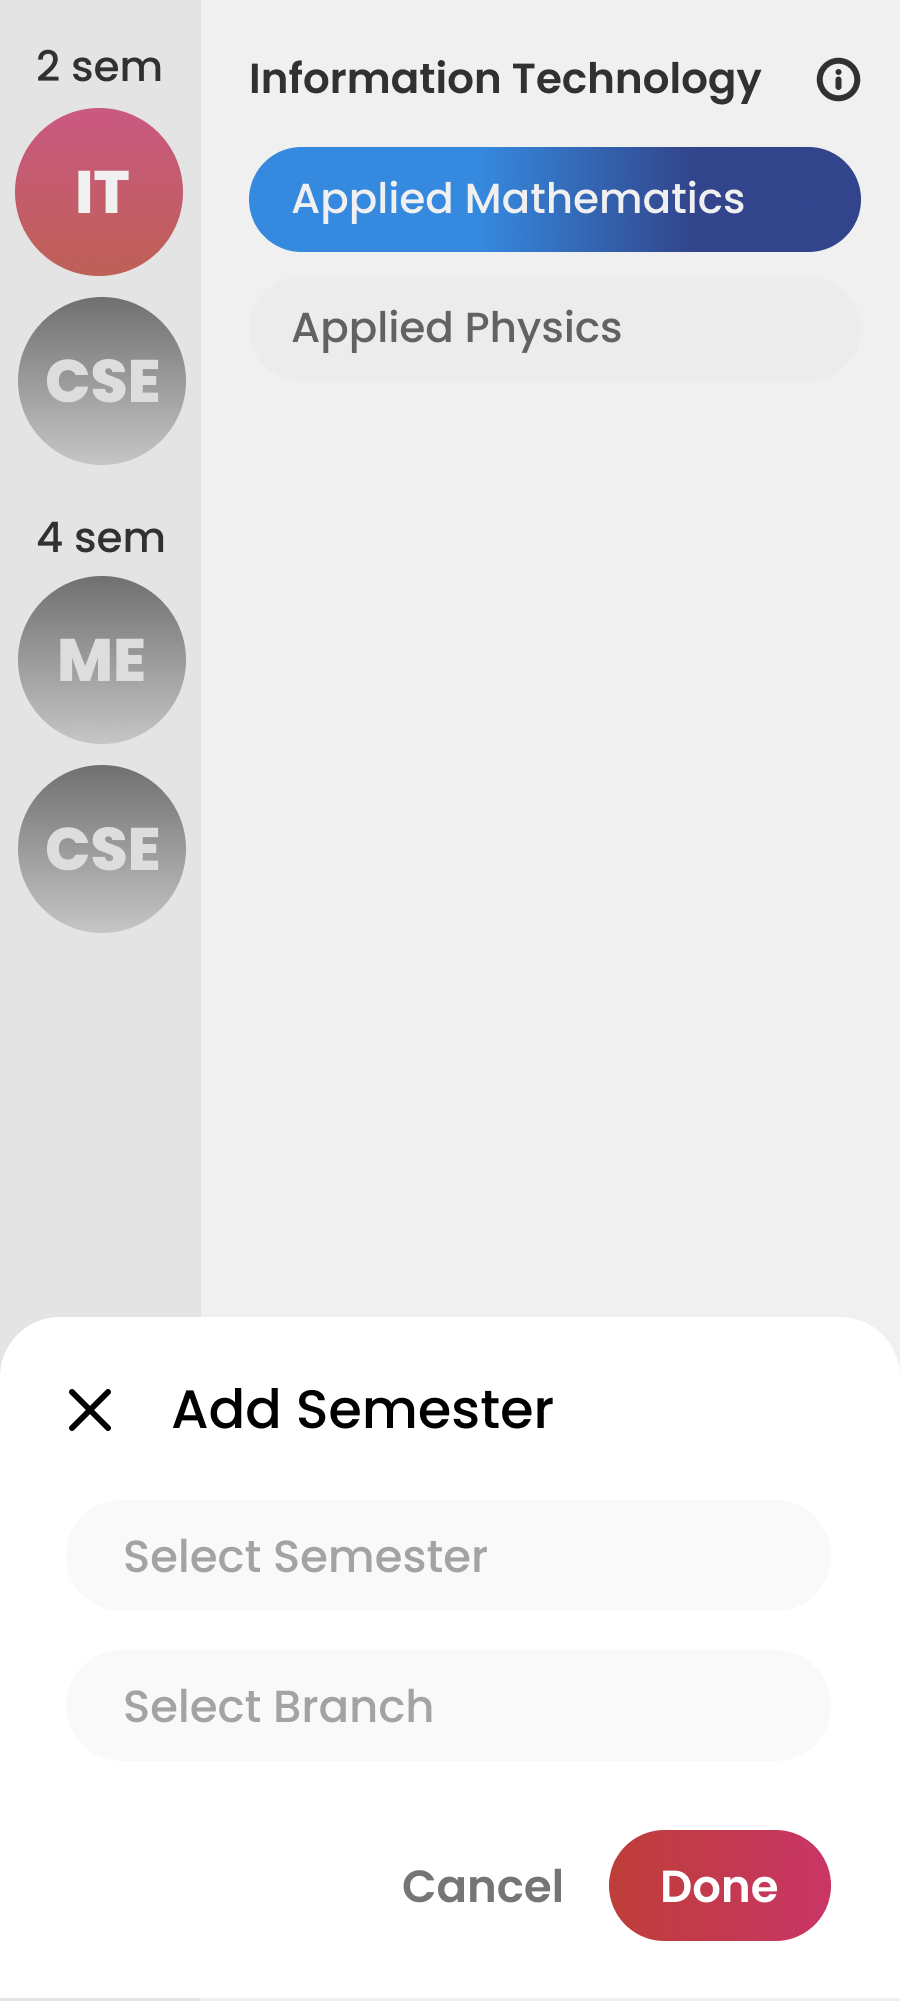 2 sem
IT
CSE
4 sem
ME
CSE
Information Technology
Applied Mathematics
Applied Physics
Add Semester
Select Semester
Select Branch
Cancel
Done